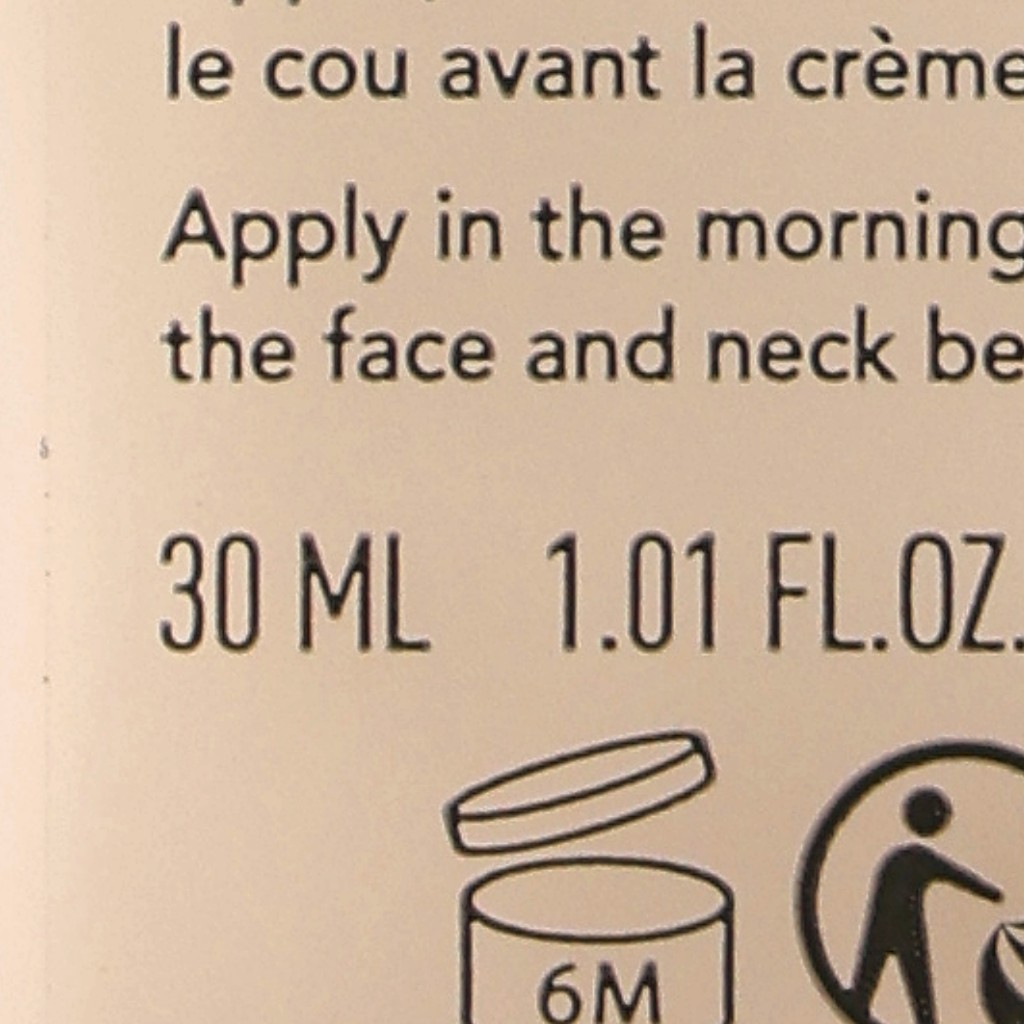 le cou avant la crème
Apply in the morning
the face and neck be
30 ML 1.01 FL.OZ.
6M